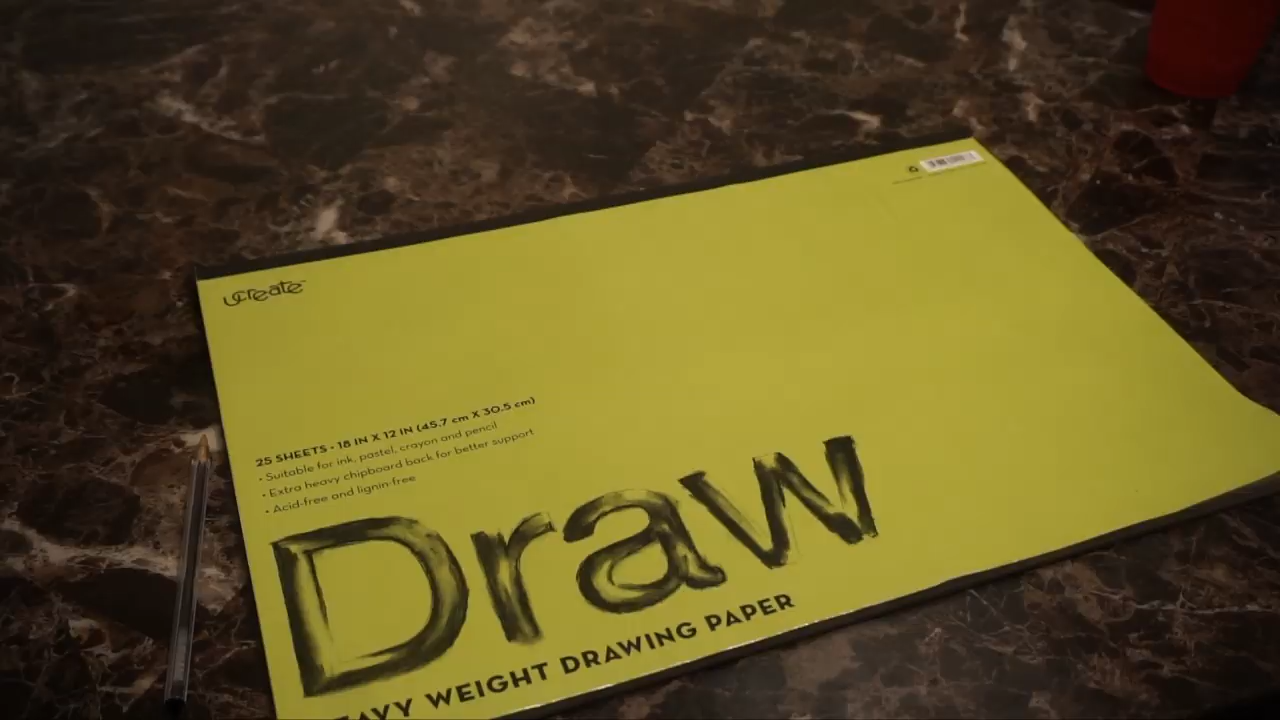 ucreate™
25 SHEETS • 18 IN X 12 IN (45.7 cm X 30.5 cm)
• Suitable for ink, pastel, crayon and pencil
• Extra heavy chipboard back for better support
• Acid-free and lignin-free
Draw
WEIGHT DRAWING PAPER